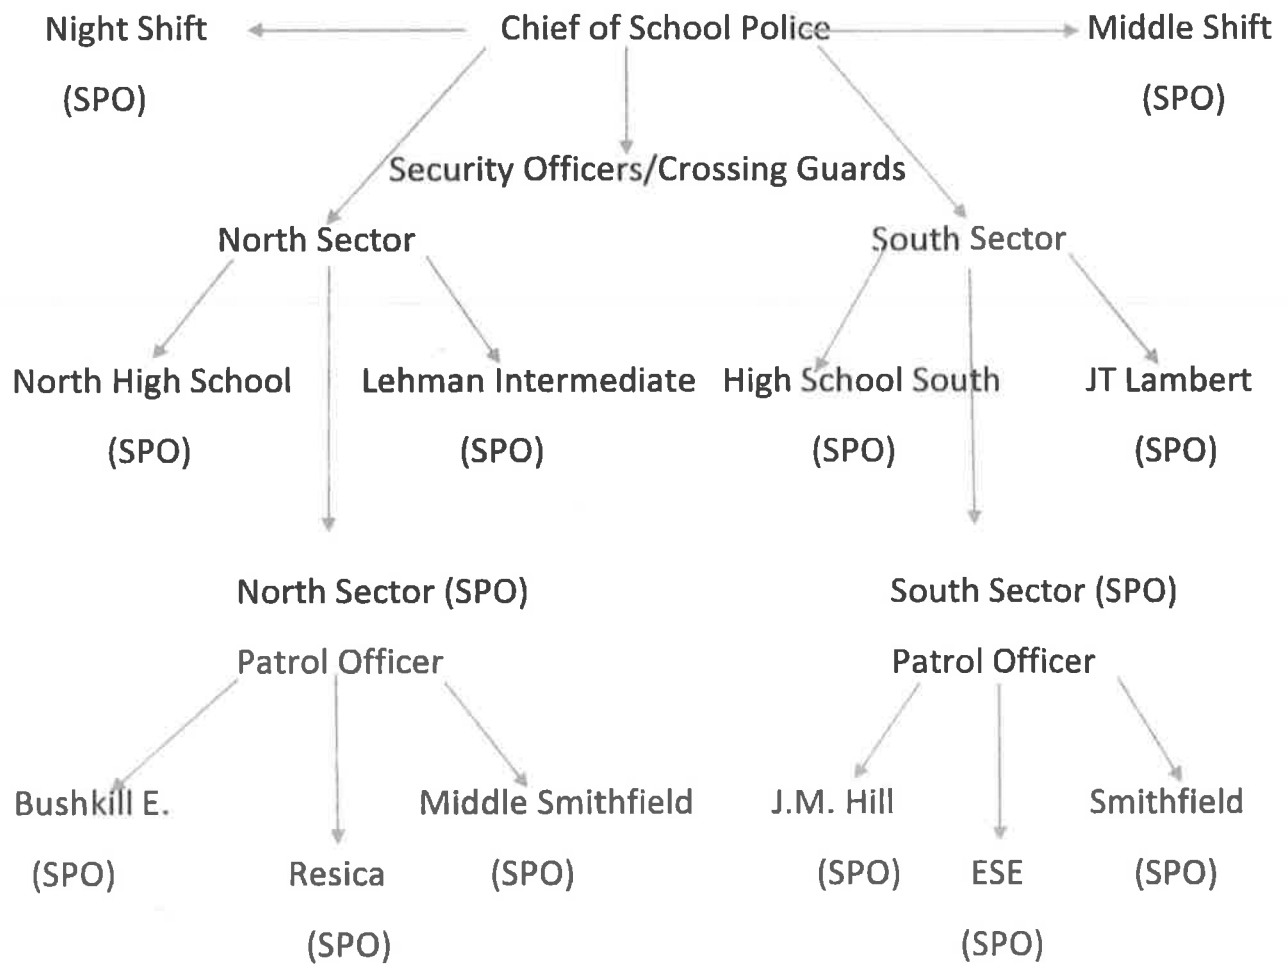 Night Shift Chief of School Police Middle Shift
(SPO) (SPO)
Security Officers/Crossing Guards
North Sector South Sector
North High School Lehman Intermediate High School South JT Lambert
(SPO) (SPO) (SPO) (SPO)
North Sector (SPO) South Sector (SPO)
Patrol Officer Patrol Officer
Bushkill E. Middle Smithfield J.M. Hill Smithfield
(SPO) Resica (SPO) (SPO) ESE (SPO)
(SPO) (SPO)